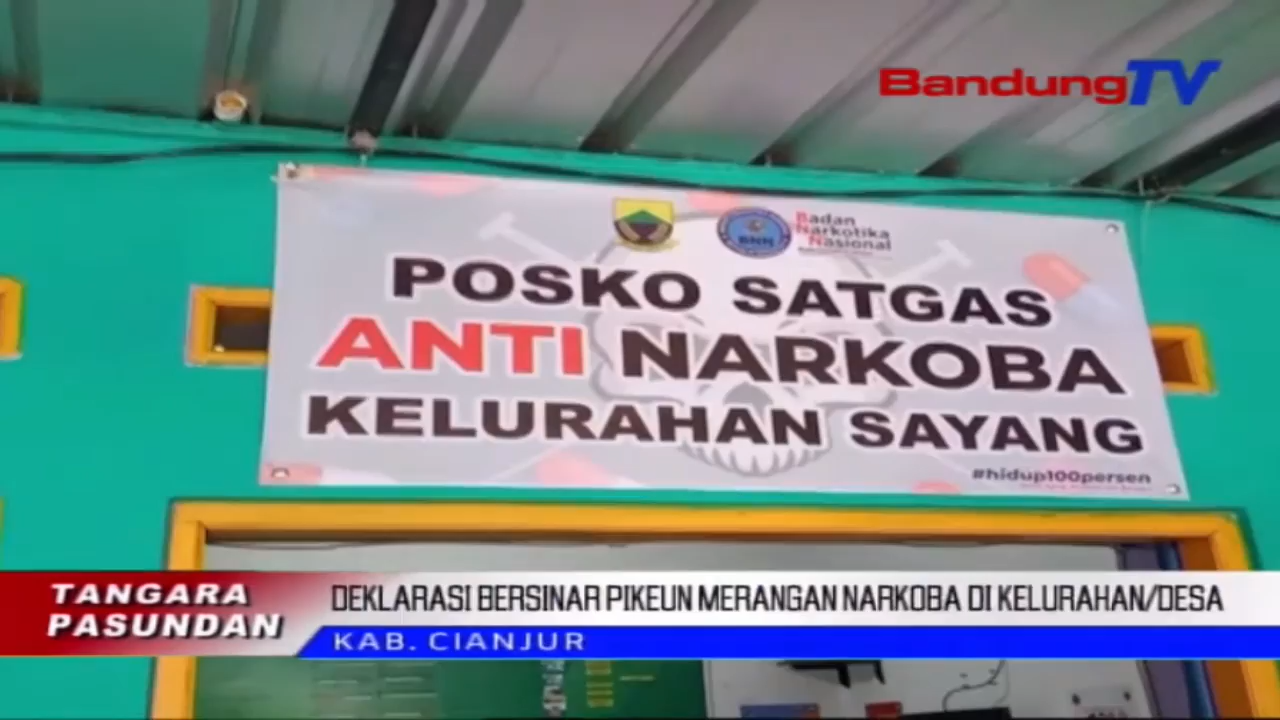 BandungTV
BNN
Badan
Narkotika
Nasional
POSKO SATGAS
ANTI NARKOBA
KELURAHAN SAYANG
#hidup100persen
TANGARA
PASUNDAN
DEKLARASI BERSINAR PIKEUN MERANGAN NARKOBA DI KELURAHAN/DESA
KAB. CIANJUR